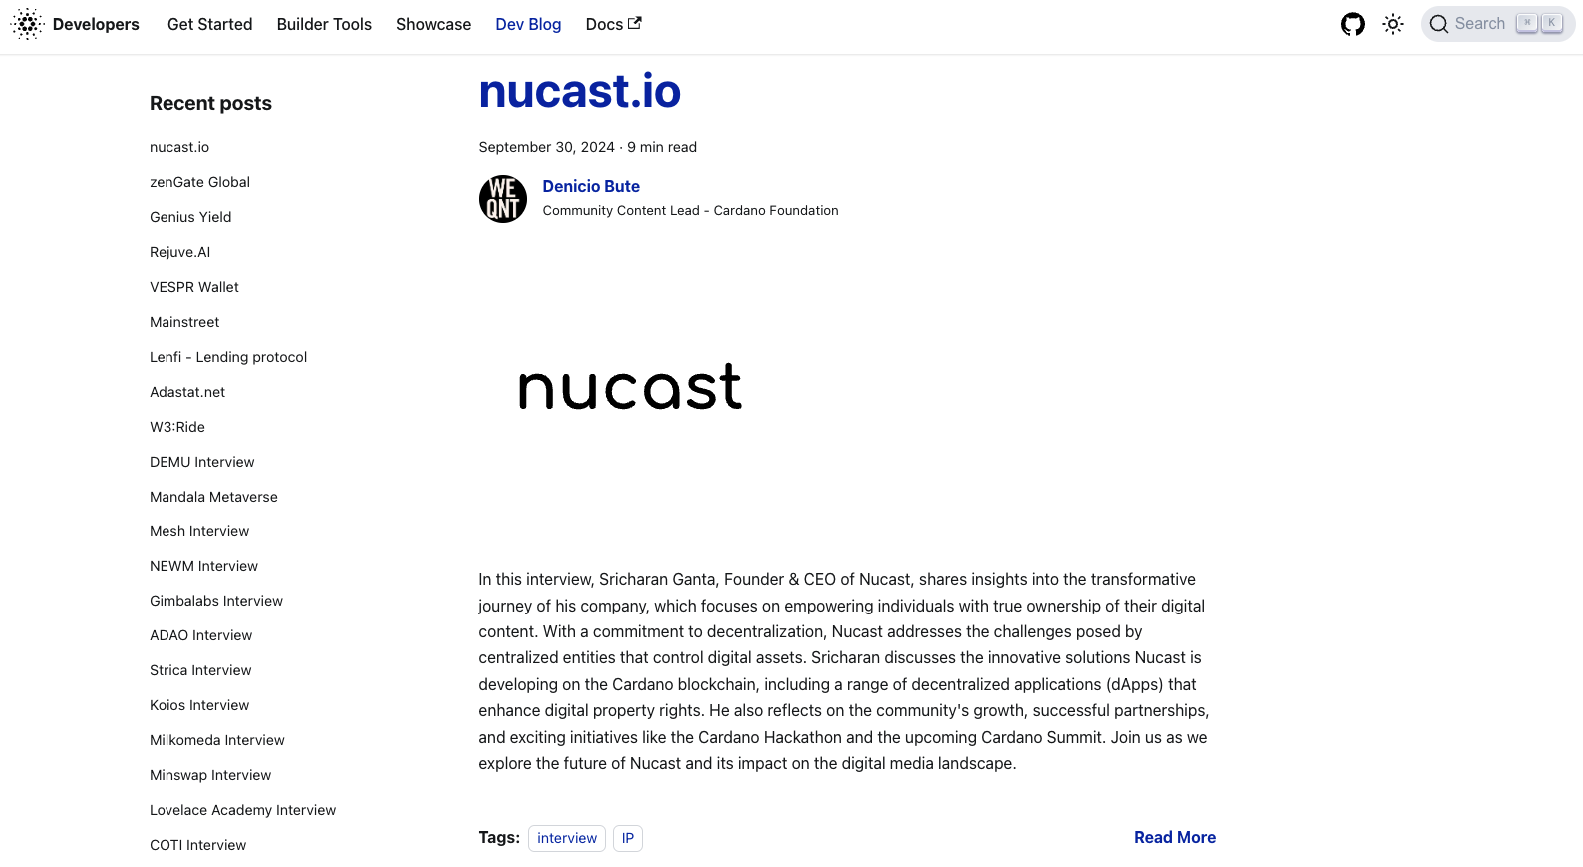 Developers Get Started Builder Tools Showcase Dev Blog Docs Search ⌘ K
Recent posts
nucast.io
zenGate Global
Genius Yield
Rejuve.AI
VESPR Wallet
Mainstreet
Lenfi - Lending protocol
Adastat.net
W3:Ride
DEMU Interview
Mandala Metaverse
Mesh Interview
NEWM Interview
Gimbalabs Interview
ADAO Interview
Strica Interview
Koios Interview
Milkomeda Interview
Minswap Interview
Lovelace Academy Interview
COTI Interview
nucast.io
September 30, 2024 · 9 min read
WE
QNT
Denicio Bute
Community Content Lead - Cardano Foundation
nucast
In this interview, Sricharan Ganta, Founder & CEO of Nucast, shares insights into the transformative
journey of his company, which focuses on empowering individuals with true ownership of their digital
content. With a commitment to decentralization, Nucast addresses the challenges posed by
centralized entities that control digital assets. Sricharan discusses the innovative solutions Nucast is
developing on the Cardano blockchain, including a range of decentralized applications (dApps) that
enhance digital property rights. He also reflects on the community's growth, successful partnerships,
and exciting initiatives like the Cardano Hackathon and the upcoming Cardano Summit. Join us as we
explore the future of Nucast and its impact on the digital media landscape.
Tags: interview IP Read More